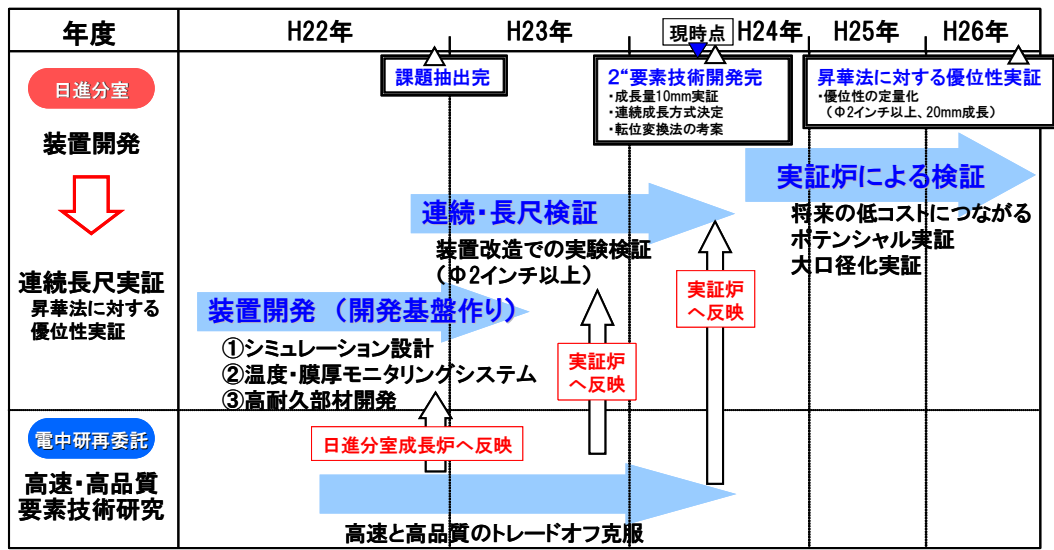 年度
H22年
H23年
現時点
H24年
H25年
H26年
日進分室
装置開発
連続長尺実証
昇華法に対する
優位性実証
課題抽出完
2“要素技術開発完
・成長量10mm実証
・連続成長方式決定
・転位変換法の考案
昇華法に対する優位性実証
・優位性の定量化
（Φ2インチ以上、20mm成長）
実証炉による検証
将来の低コストにつながる
ポテンシャル実証
大口径化実証
連続・長尺検証
装置改造での実験検証
（Φ2インチ以上）
実証炉
へ反映
装置開発 （開発基盤作り）
①シミュレーション設計
②温度・膜厚モニタリングシステム
③高耐久部材開発
実証炉
へ反映
電中研再委託
高速・高品質
要素技術研究
日進分室成長炉へ反映
高速と高品質のトレードオフ克服